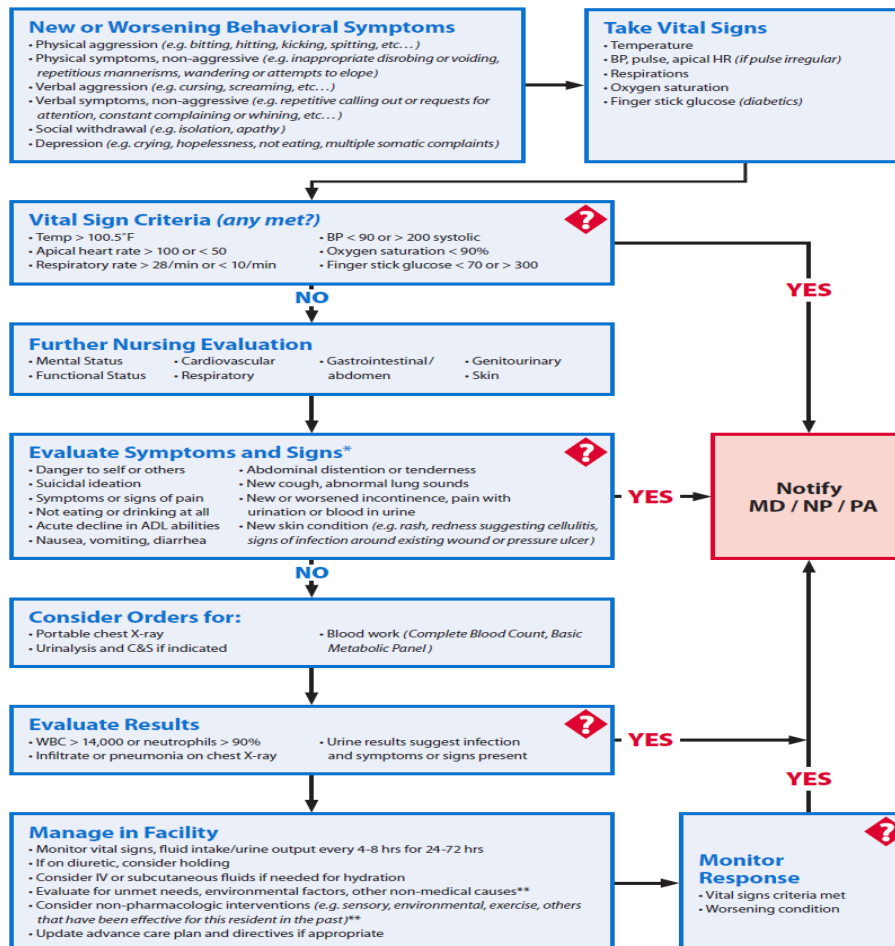 New or Worsening Behavioral Symptoms
• Physical aggression (e.g. bitting, hitting, kicking, spitting, etc… )
• Physical symptoms, non-aggressive (e.g. inappropriate disrobing or voiding,
repetitious mannerisms, wandering or attempts to elope)
• Verbal aggression (e.g. cursing, screaming, etc… )
• Verbal symptoms, non-aggressive (e.g. repetitive calling out or requests for
attention, constant complaining or whining, etc… )
• Social withdrawal (e.g. isolation, apathy)
• Depression (e.g. crying, hopelessness, not eating, multiple somatic complaints)
Take Vital Signs
• Temperature
• BP, pulse, apical HR (if pulse irregular)
• Respirations
• Oxygen saturation
• Finger stick glucose (diabetics)
Vital Sign Criteria (any met?)
?
• Temp > 100.5˚F
• Apical heart rate > 100 or < 50
• Respiratory rate > 28/min or < 10/min
• BP < 90 or > 200 systolic
• Oxygen saturation < 90%
• Finger stick glucose < 70 or > 300
YES
NO
Further Nursing Evaluation
• Mental Status
• Functional Status
• Cardiovascular
• Respiratory
• Gastrointestinal/
abdomen
• Genitourinary
• Skin
Evaluate Symptoms and Signs*
?
• Danger to self or others
• Suicidal ideation
• Symptoms or signs of pain
• Not eating or drinking at all
• Acute decline in ADL abilities
• Nausea, vomiting, diarrhea
• Abdominal distention or tenderness
• New cough, abnormal lung sounds
• New or worsened incontinence, pain with
urination or blood in urine
• New skin condition (e.g. rash, redness suggesting cellulitis,
signs of infection around existing wound or pressure ulcer)
YES
Notify
MD / NP / PA
NO
Consider Orders for:
• Portable chest X-ray
• Urinalysis and C&S if indicated
• Blood work (Complete Blood Count, Basic
Metabolic Panel)
Evaluate Results
?
• WBC > 14,000 or neutrophils > 90%
• Infiltrate or pneumonia on chest X-ray
• Urine results suggest infection
and symptoms or signs present
YES
YES
Manage in Facility
• Monitor vital signs, fluid intake/urine output every 4-8 hrs for 24-72 hrs
• If on diuretic, consider holding
• Consider IV or subcutaneous fluids if needed for hydration
• Evaluate for unmet needs, environmental factors, other non-medical causes**
• Consider non-pharmacologic interventions (e.g. sensory, environmental, exercise, others
that have been effective for this resident in the past)**
• Update advance care plan and directives if appropriate
?
Monitor
Response
• Vital signs criteria met
• Worsening condition